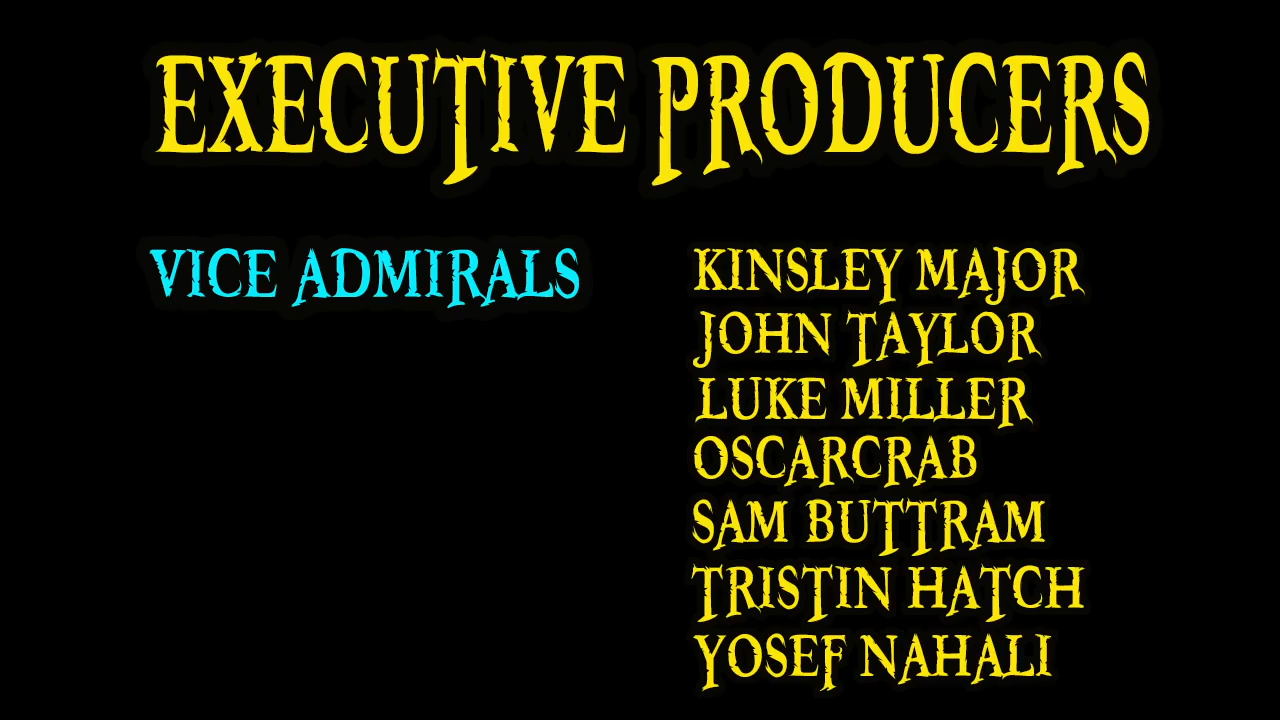 EXECUTIVE PRODUCERS
VICE ADMIRALS
KINSLEY MAJOR
JOHN TAYLOR
LUKE MILLER
OSCARCRAB
SAM BUTTRAM
TRISTIN HATCH
YOSEF NAHALI